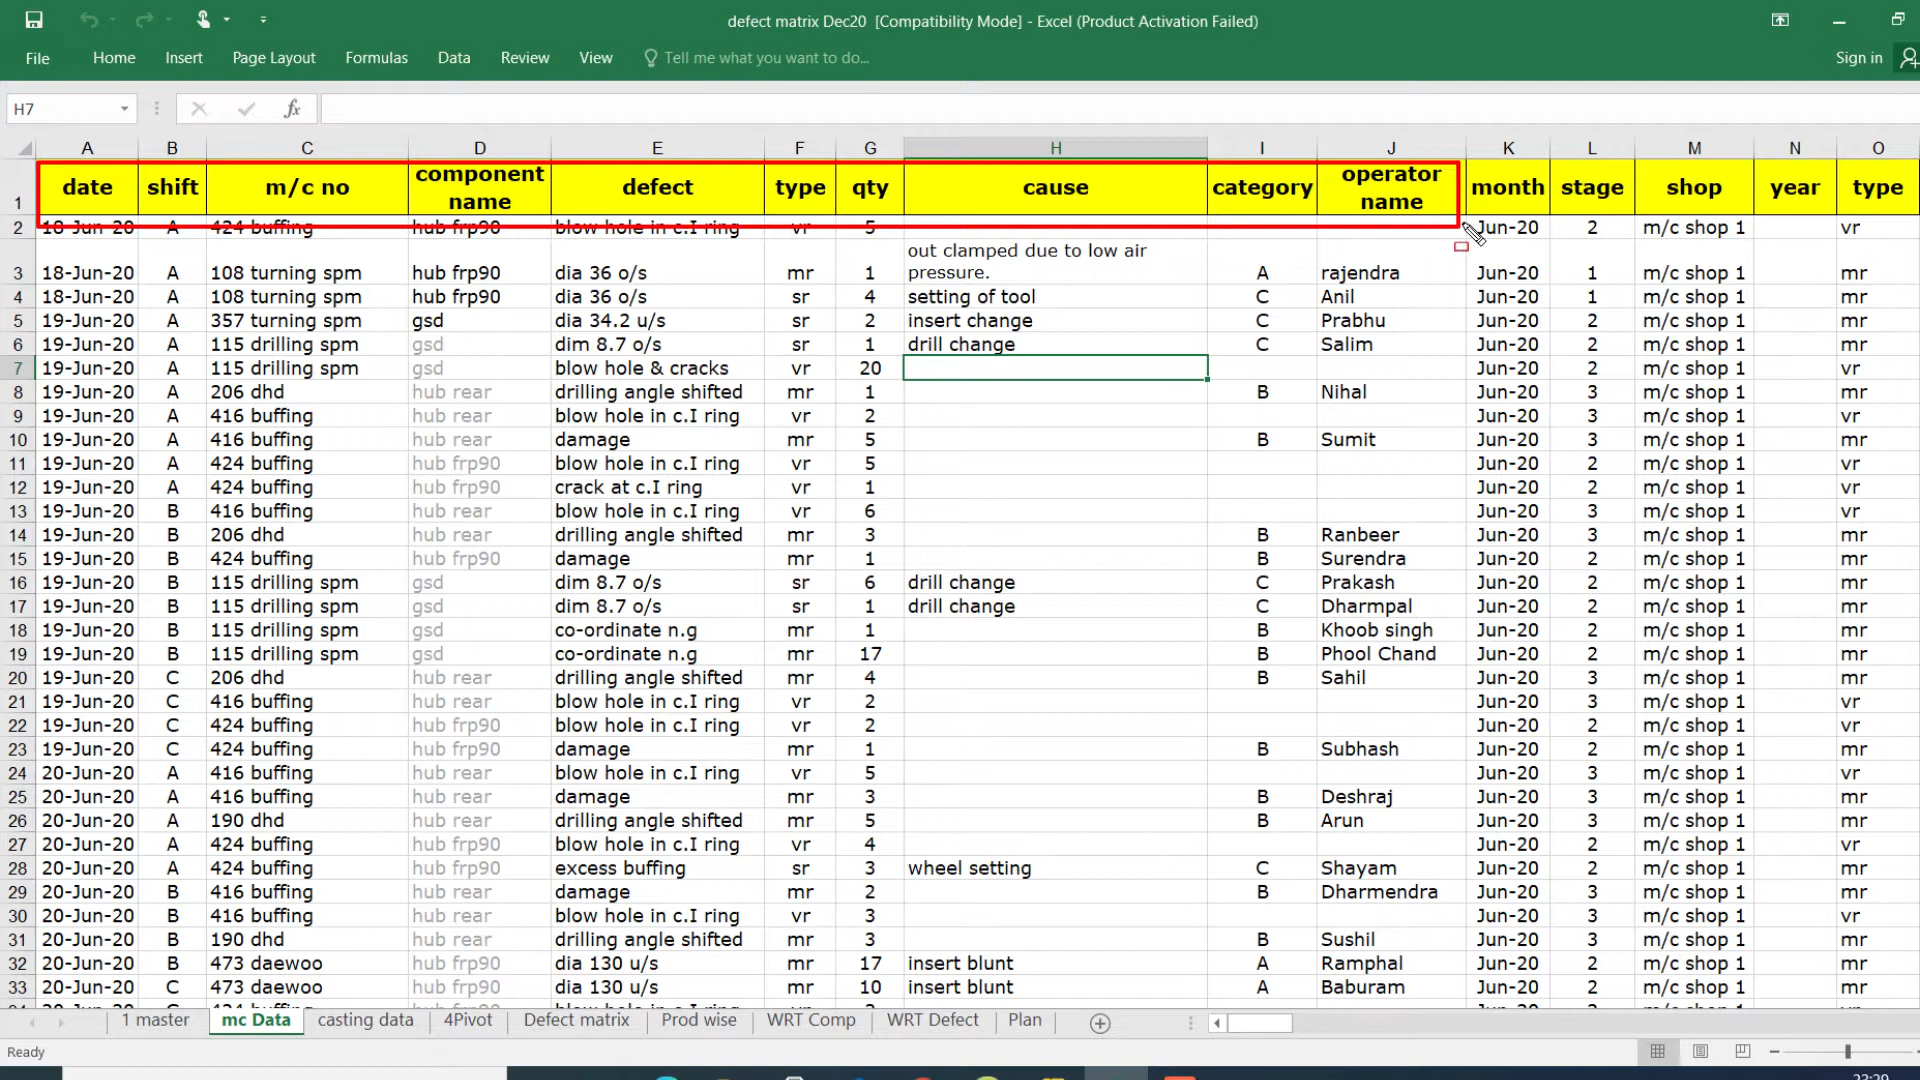 defect matrix Dec20 [Compatibility Mode] - Excel (Product Activation Failed)
File Home Insert Page Layout Formulas Data Review View Tell me what you want to do... Sign in
H7 fx
A B C D E F G H I J K L M N O
1 date shift m/c no component name defect type qty cause category operator name month stage shop year type
2 18-Jun-20 A 424 buffing hub frp90 blow hole in c.I ring vr 5 Jun-20 2 m/c shop 1 vr
3 18-Jun-20 A 108 turning spm hub frp90 dia 36 o/s mr 1 out clamped due to low air pressure. A rajendra Jun-20 1 m/c shop 1 mr
4 18-Jun-20 A 108 turning spm hub frp90 dia 36 o/s sr 4 setting of tool C Anil Jun-20 1 m/c shop 1 mr
5 19-Jun-20 A 357 turning spm gsd dia 34.2 u/s sr 2 insert change C Prabhu Jun-20 2 m/c shop 1 mr
6 19-Jun-20 A 115 drilling spm gsd dim 8.7 o/s sr 1 drill change C Salim Jun-20 2 m/c shop 1 mr
7 19-Jun-20 A 115 drilling spm gsd blow hole & cracks vr 20 Jun-20 2 m/c shop 1 vr
8 19-Jun-20 A 206 dhd hub rear drilling angle shifted mr 1 B Nihal Jun-20 3 m/c shop 1 mr
9 19-Jun-20 A 416 buffing hub rear blow hole in c.I ring vr 2 Jun-20 3 m/c shop 1 vr
10 19-Jun-20 A 416 buffing hub rear damage mr 5 B Sumit Jun-20 3 m/c shop 1 mr
11 19-Jun-20 A 424 buffing hub frp90 blow hole in c.I ring vr 5 Jun-20 2 m/c shop 1 vr
12 19-Jun-20 A 424 buffing hub frp90 crack at c.I ring vr 1 Jun-20 2 m/c shop 1 vr
13 19-Jun-20 B 416 buffing hub rear blow hole in c.I ring vr 6 Jun-20 3 m/c shop 1 vr
14 19-Jun-20 B 206 dhd hub rear drilling angle shifted mr 3 B Ranbeer Jun-20 3 m/c shop 1 mr
15 19-Jun-20 B 424 buffing hub frp90 damage mr 1 B Surendra Jun-20 2 m/c shop 1 mr
16 19-Jun-20 B 115 drilling spm gsd dim 8.7 o/s sr 6 drill change C Prakash Jun-20 2 m/c shop 1 mr
17 19-Jun-20 B 115 drilling spm gsd dim 8.7 o/s sr 1 drill change C Dharmpal Jun-20 2 m/c shop 1 mr
18 19-Jun-20 B 115 drilling spm gsd co-ordinate n.g mr 1 B Khoob singh Jun-20 2 m/c shop 1 mr
19 19-Jun-20 B 115 drilling spm gsd co-ordinate n.g mr 17 B Phool Chand Jun-20 2 m/c shop 1 mr
20 19-Jun-20 C 206 dhd hub rear drilling angle shifted mr 4 B Sahil Jun-20 3 m/c shop 1 mr
21 19-Jun-20 C 416 buffing hub rear blow hole in c.I ring vr 2 Jun-20 3 m/c shop 1 vr
22 19-Jun-20 C 424 buffing hub frp90 blow hole in c.I ring vr 2 Jun-20 2 m/c shop 1 vr
23 19-Jun-20 C 424 buffing hub frp90 damage mr 1 B Subhash Jun-20 2 m/c shop 1 mr
24 20-Jun-20 A 416 buffing hub rear blow hole in c.I ring vr 5 Jun-20 3 m/c shop 1 vr
25 20-Jun-20 A 416 buffing hub rear damage mr 3 B Deshraj Jun-20 3 m/c shop 1 mr
26 20-Jun-20 A 190 dhd hub rear drilling angle shifted mr 5 B Arun Jun-20 3 m/c shop 1 mr
27 20-Jun-20 A 424 buffing hub frp90 blow hole in c.I ring vr 4 Jun-20 2 m/c shop 1 vr
28 20-Jun-20 A 424 buffing hub frp90 excess buffing sr 3 wheel setting C Shayam Jun-20 2 m/c shop 1 mr
29 20-Jun-20 B 416 buffing hub rear damage mr 2 B Dharmendra Jun-20 3 m/c shop 1 mr
30 20-Jun-20 B 416 buffing hub rear blow hole in c.I ring vr 3 Jun-20 3 m/c shop 1 vr
31 20-Jun-20 B 190 dhd hub rear drilling angle shifted mr 3 B Sushil Jun-20 3 m/c shop 1 mr
32 20-Jun-20 B 473 daewoo hub frp90 dia 130 u/s mr 17 insert blunt A Ramphal Jun-20 2 m/c shop 1 mr
33 20-Jun-20 C 473 daewoo hub frp90 dia 130 u/s mr 10 insert blunt A Baburam Jun-20 2 m/c shop 1 mr
1 master mc Data casting data 4Pivot Defect matrix Prod wise WRT Comp WRT Defect Plan
Ready